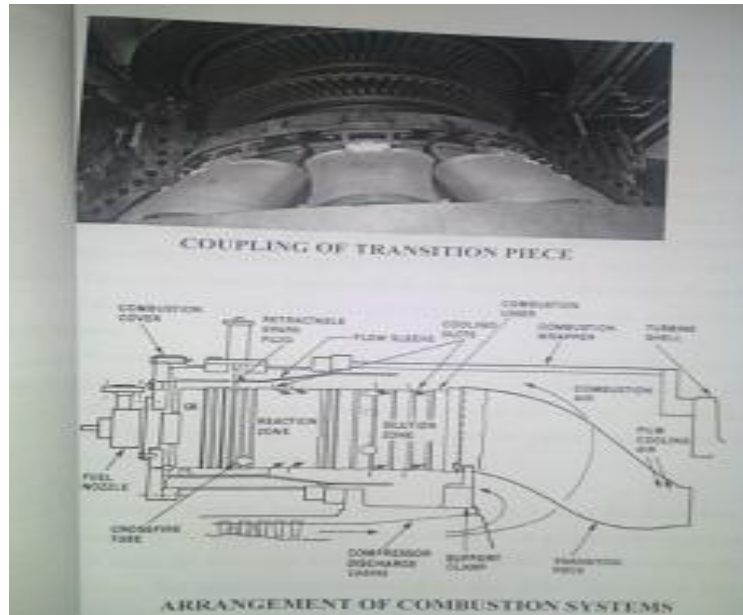 COUPLING OF TRANSITION PIECE
COMBUSTION
COVER
RETRACTABLE
SPARK
PLUG
FLOW SLEEVE
COOLING
SLOTS
COMBUSTION
LINER
COMBUSTION
WRAPPER
TURBINE
SHELL
REACTION
ZONE
DILUTION
ZONE
COMBUSTION
AIR
FILM
COOLING
AIR
FUEL
NOZZLE
CROSSFIRE
TUBE
COMPRESSOR
DISCHARGE
CASING
SUPPORT
CLAMP
TRANSITION
PIECE
ARRANGEMENT OF COMBUSTION SYSTEMS